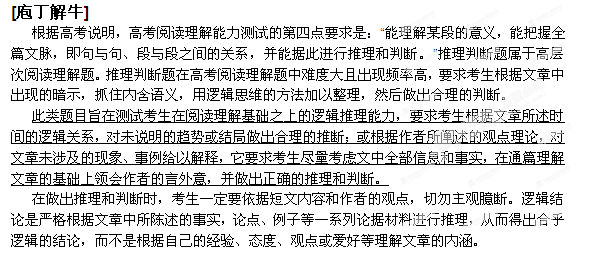 [庖丁解牛]
根据高考说明，高考阅读理解能力测试的第四点要求是：“能理解某段的意义，能把握全
篇文脉，即句与句、段与段之间的关系，并能据此进行推理和判断。”推理判断题属于高层
次阅读理解题。推理判断题在高考阅读理解题中难度大且出现频率高，要求考生根据文章中
出现的暗示，抓住内含语义，用逻辑思维的方法加以整理，然后做出合理的判断。
此类题目旨在测试考生在阅读理解基础之上的逻辑推理能力，要求考生根据文章所述时
间的逻辑关系，对未说明的趋势或结局做出合理的推断；或根据作者所阐述的观点理论，对
文章未涉及的现象、事例给以解释，它要求考生尽量考虑文中全部信息和事实，在通篇理解
文章的基础上领会作者的言外意，并做出正确的推理和判断。
在做出推理和判断时，考生一定要依据短文内容和作者的观点，切勿主观臆断。逻辑结
论是严格根据文章中所陈述的事实，论点、例子等一系列论据材料进行推理，从而得出合乎
逻辑的结论，而不是根据自己的经验、态度、观点或爱好等理解文章的内涵。